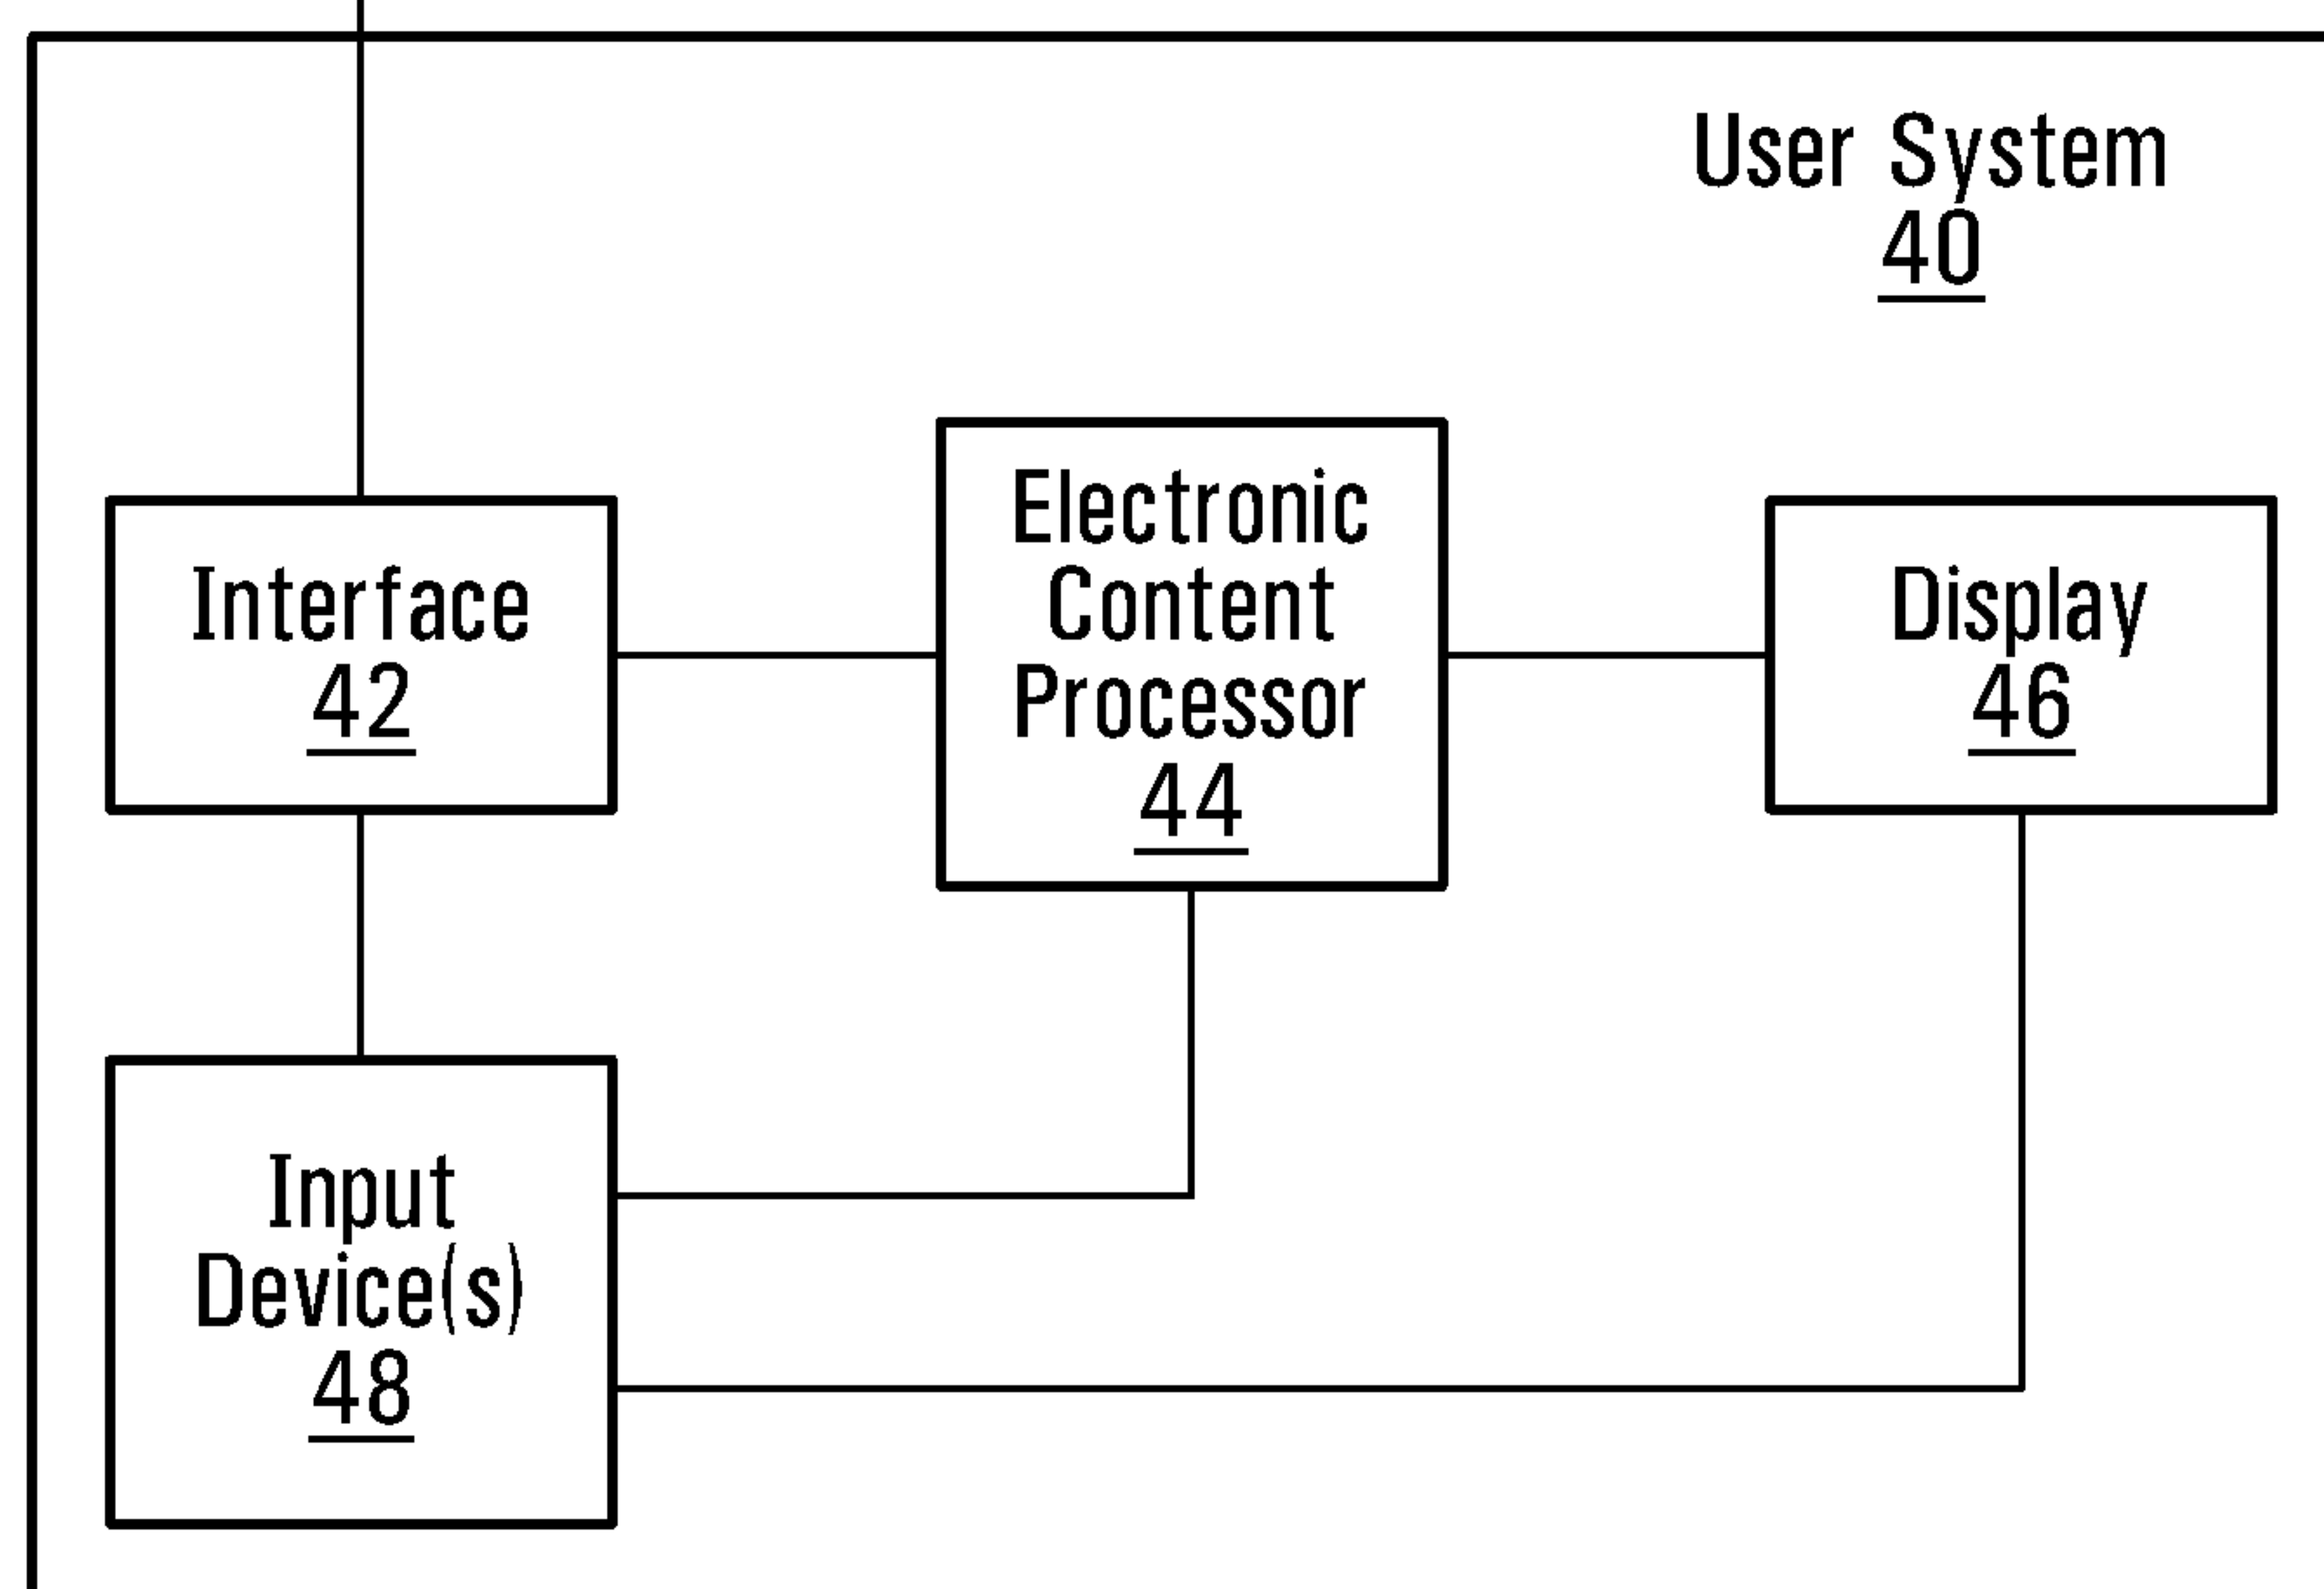 User System
40
Interface
42
Electronic
Content
Processor
44
Display
46
Input
Device(s)
48